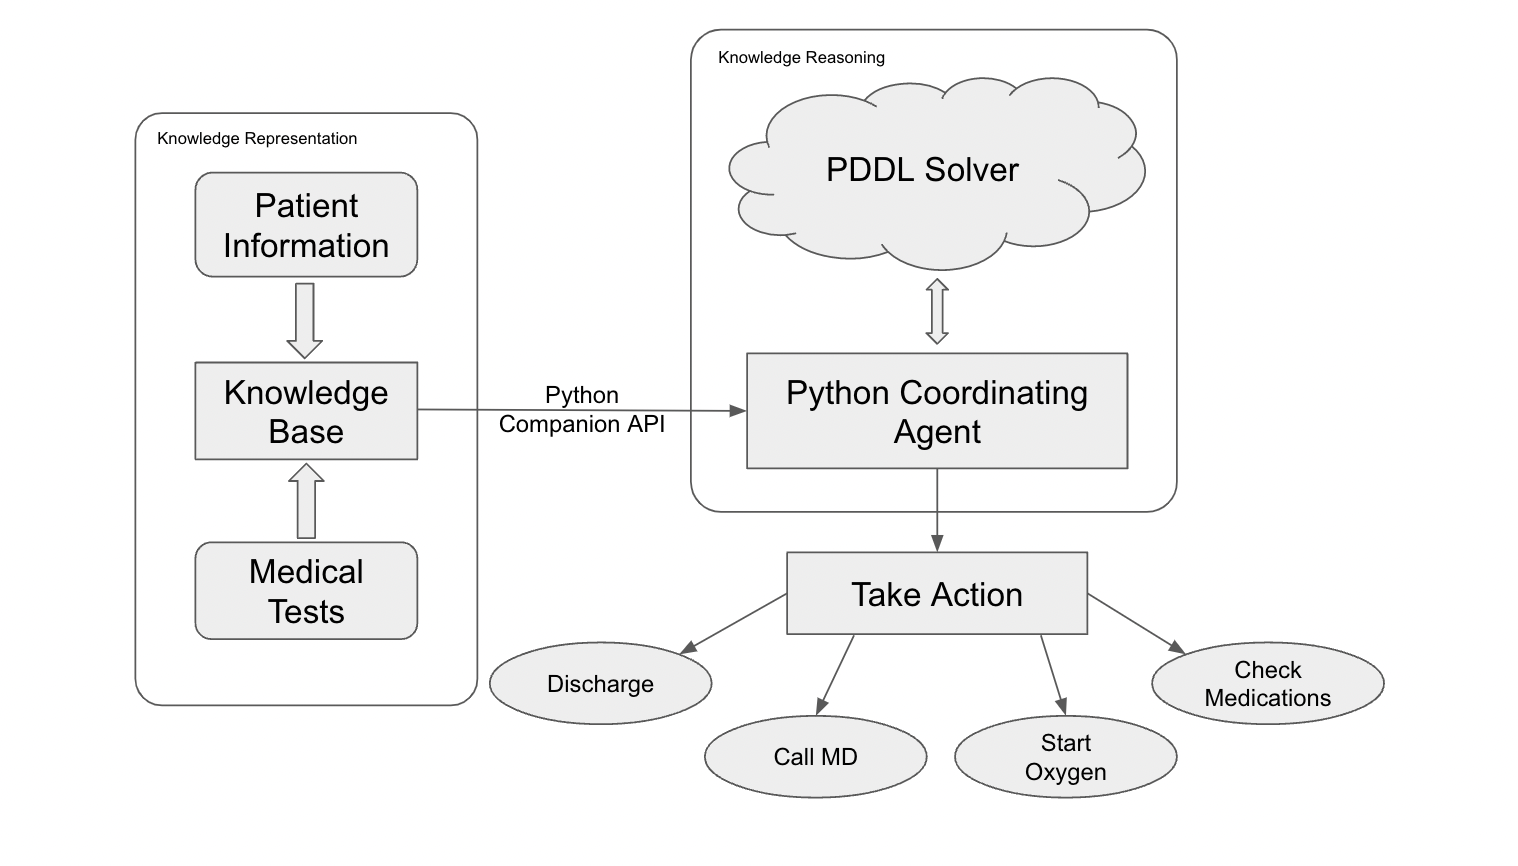 Knowledge Representation
Patient
Information
Knowledge
Base
Medical
Tests
Python
Companion API
Knowledge Reasoning
PDDL Solver
Python Coordinating
Agent
Take Action
Discharge
Call MD
Start
Oxygen
Check
Medications